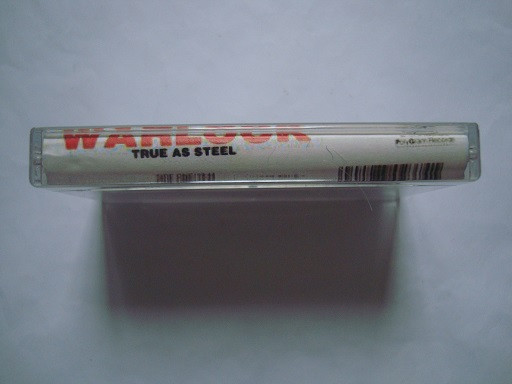 WARLOCK
TRUE AS STEEL
PolyGram Records